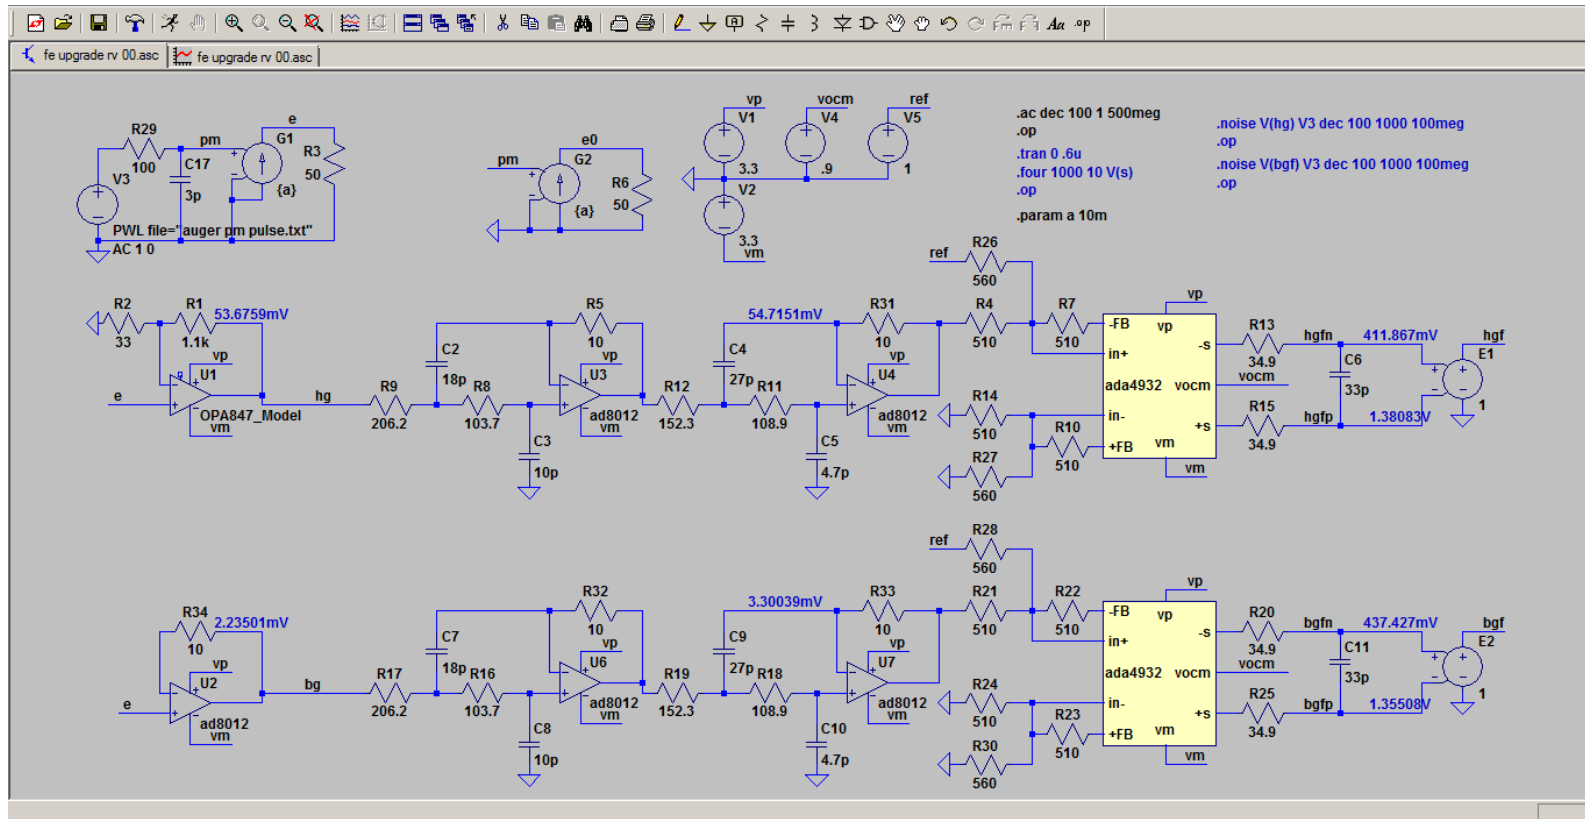 Aa .op
fe upgrade rv 00.asc fe upgrade rv 00.asc
R29
100
pm
C17
3p
V3
e
G1
{a}
R3
50
PWL file="auger pm pulse.txt"
AC 1 0
pm
e0
G2
{a}
R6
50
vp
V1
3.3
vocm
V4
.9
ref
V5
1
V2
3.3
vm
.ac dec 100 1 500meg
.op
.tran 0 .6u
.four 1000 10 V(s)
.op
.param a 10m
.noise V(hg) V3 dec 100 1000 100meg
.op
.noise V(bgf) V3 dec 100 1000 100meg
.op
R2
33
R1
1.1k
53.6759mV
vp
U1
OPA847_Model
vm
e
hg
R9
206.2
C2
18p
R8
103.7
R5
10
vp
U3
ad8012
vm
C3
10p
R12
152.3
54.7151mV
C4
27p
R11
108.9
R31
10
vp
U4
ad8012
vm
C5
4.7p
ref
R26
560
R4
510
R7
510
R14
510
R10
510
R27
560
vp
-FB
vp
in+
-s
ada4932 vocm
in-
+s
+FB
vm
vm
R13
34.9
vocm
R15
34.9
hgfn
411.867mV
C6
33p
hgfp
1.38083V
hgf
E1
1
R34
10
2.23501mV
vp
U2
ad8012
vm
e
bg
R17
206.2
C7
18p
R16
103.7
R32
10
vp
U6
ad8012
vm
C8
10p
R19
152.3
3.30039mV
C9
27p
R18
108.9
R33
10
vp
U7
ad8012
vm
C10
4.7p
ref
R28
560
R21
510
R22
510
R24
510
R23
510
R30
560
vp
-FB
vp
in+
-s
ada4932 vocm
in-
+s
+FB
vm
vm
R20
34.9
vocm
R25
34.9
bgfn
437.427mV
C11
33p
bgfp
1.35508V
bgf
E2
1